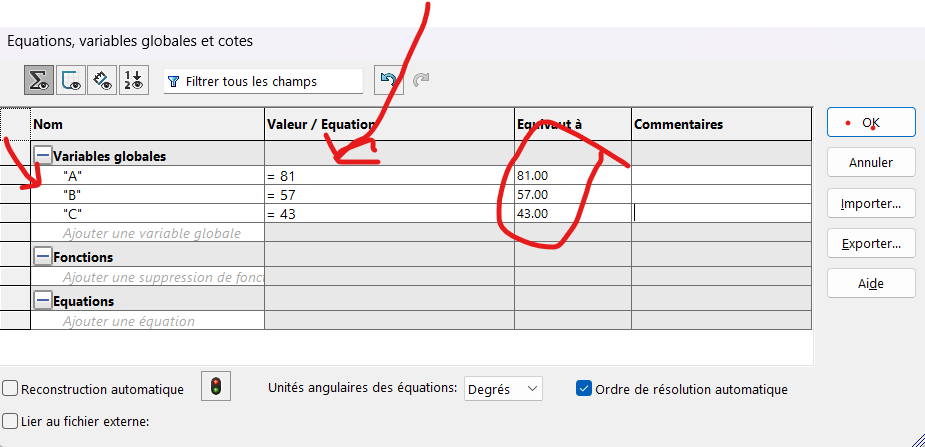 Equations, variables globales et cotes
Filtrer tous les champs
Nom Valeur / Equation Equivaut à Commentaires
OK
Variables globales
Annuler
"A" = 81 81.00
"B" = 57 57.00
Importer...
"C" = 43 43.00
Ajouter une variable globale
Exporter...
Fonctions
Ajouter une suppression de fonct
Aide
Equations
Ajouter une équation
Reconstruction automatique Unités angulaires des équations: Degrés Ordre de résolution automatique
Lier au fichier externe: